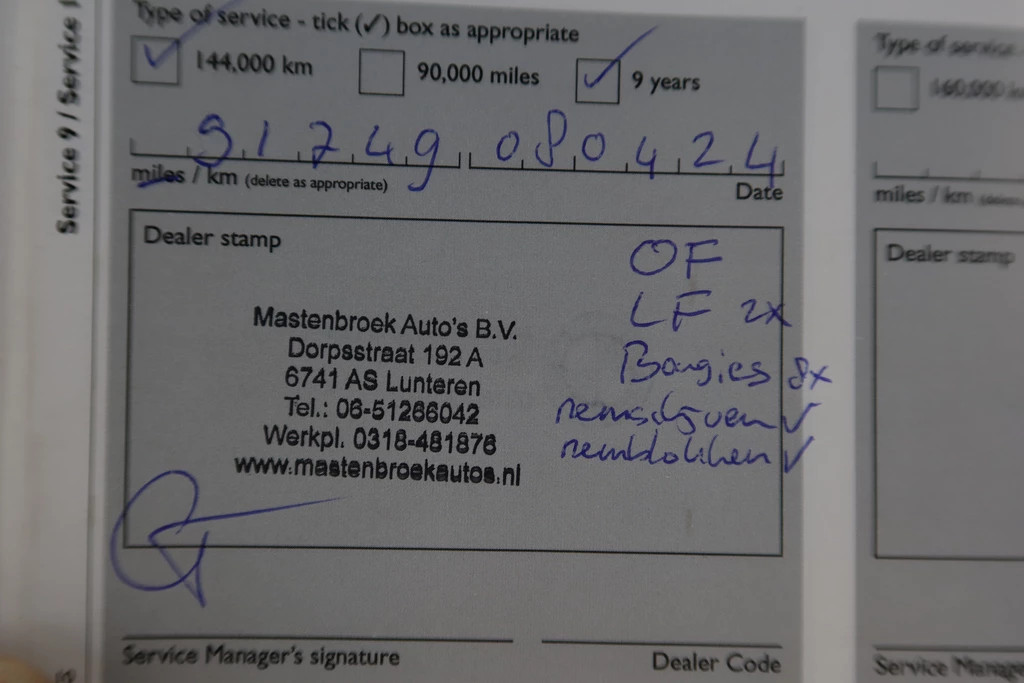 Service 9 / Service
Type of service - tick (✓) box as appropriate
✓ 144,000 km 90,000 miles ✓ 9 years
91749 080424
miles / km (delete as appropriate) Date
Dealer stamp
Mastenbroek Auto's B.V.
Dorpsstraat 192 A
6741 AS Lunteren
Tel.: 06-51266042
Werkpl. 0318-481876
www.mastenbroekautos.nl
OF
LF 2x
Bougies 8x
remschijven ✓
remblokken ✓
Service Manager's signature Dealer Code
Type of service
160,000
miles / km
Dealer stamp
Service Manage